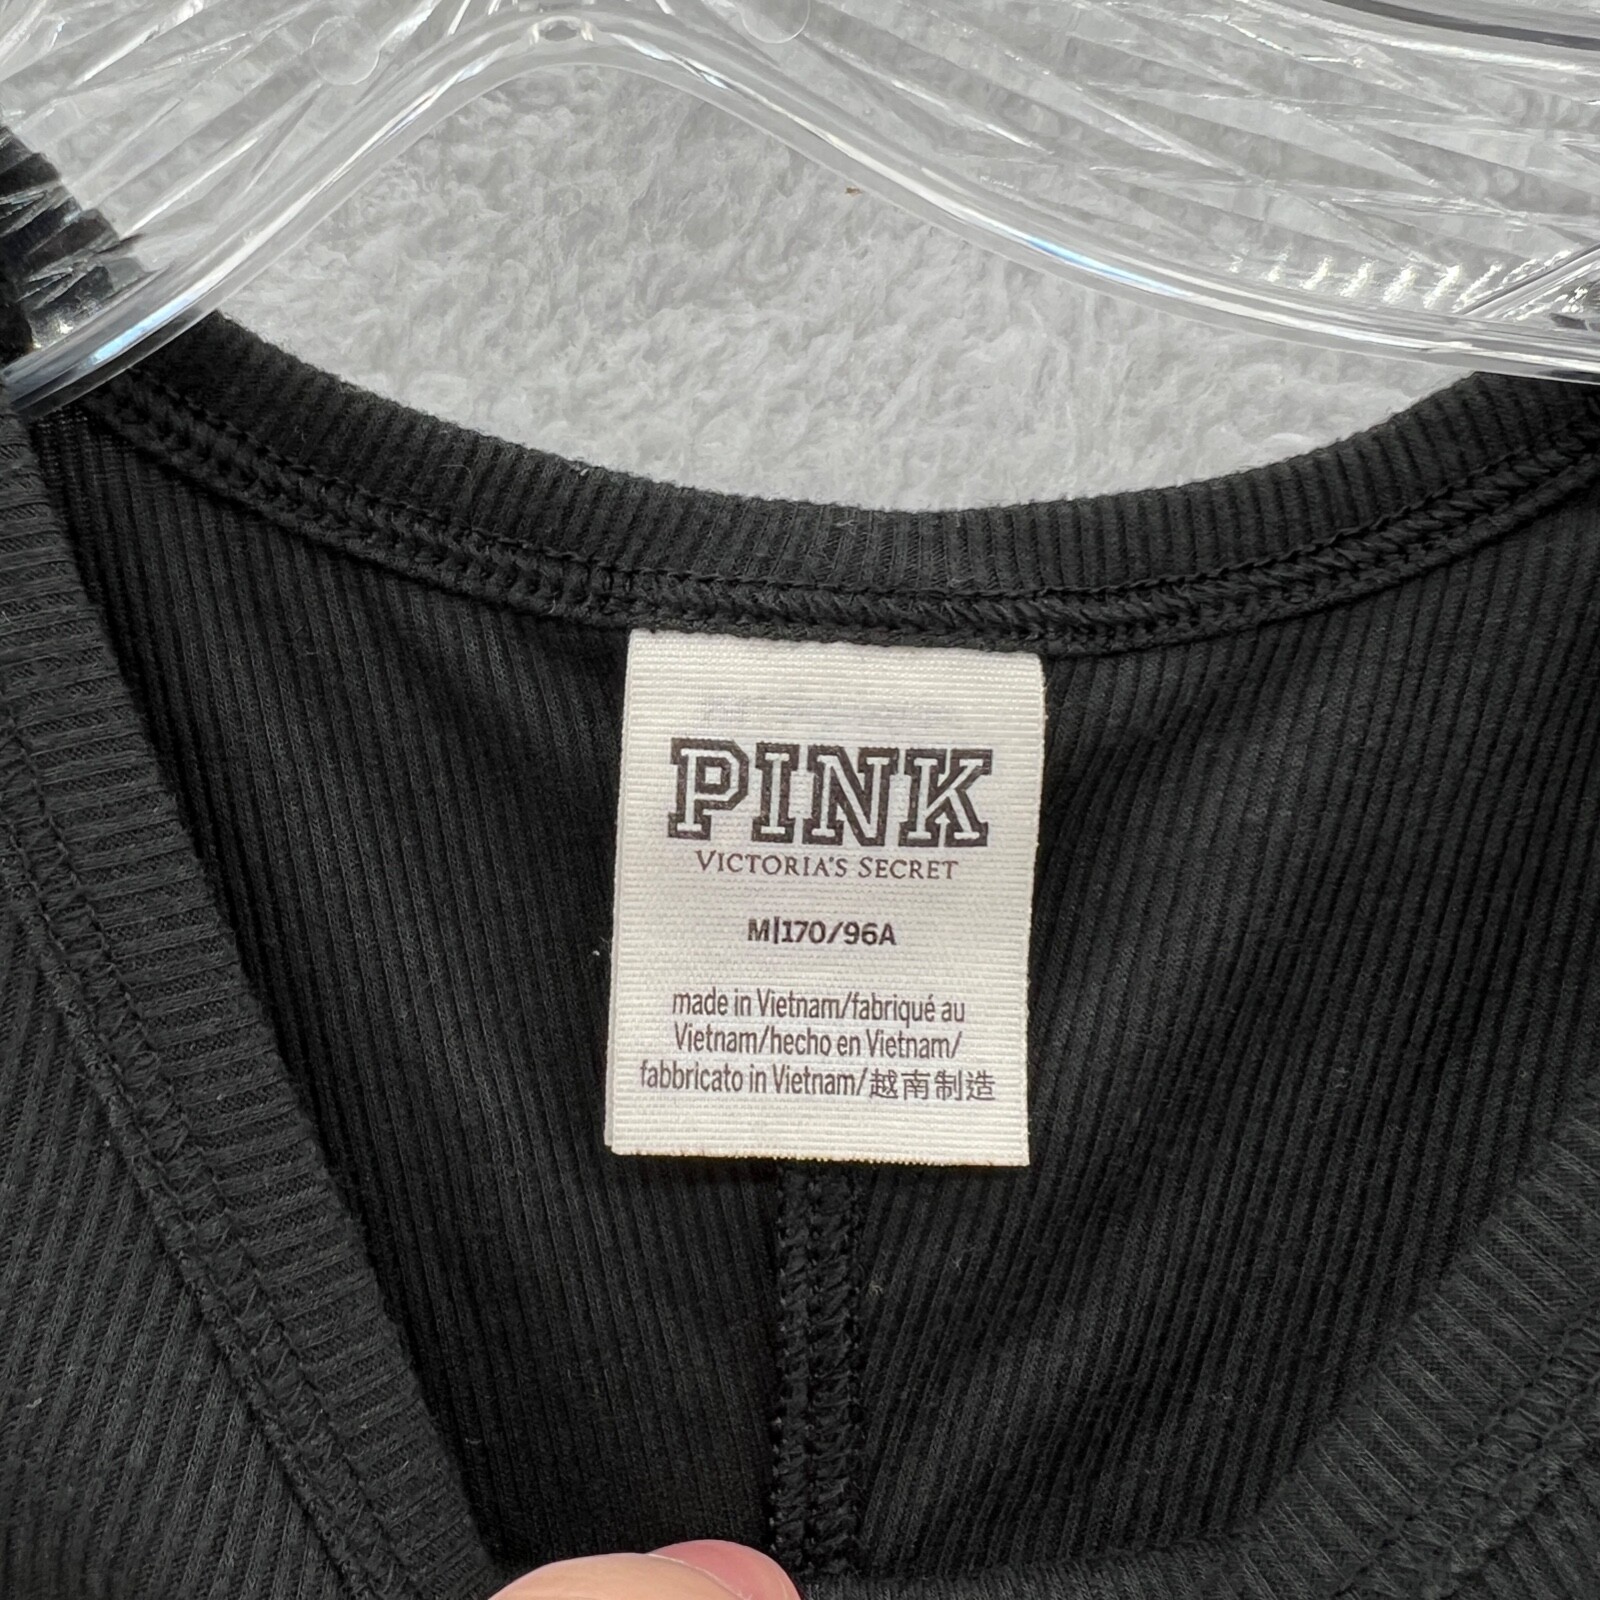 PINK
VICTORIA'S SECRET
M|170/96A
made in Vietnam/fabriqué au
Vietnam/hecho en Vietnam/
fabbricato in Vietnam/越南制造